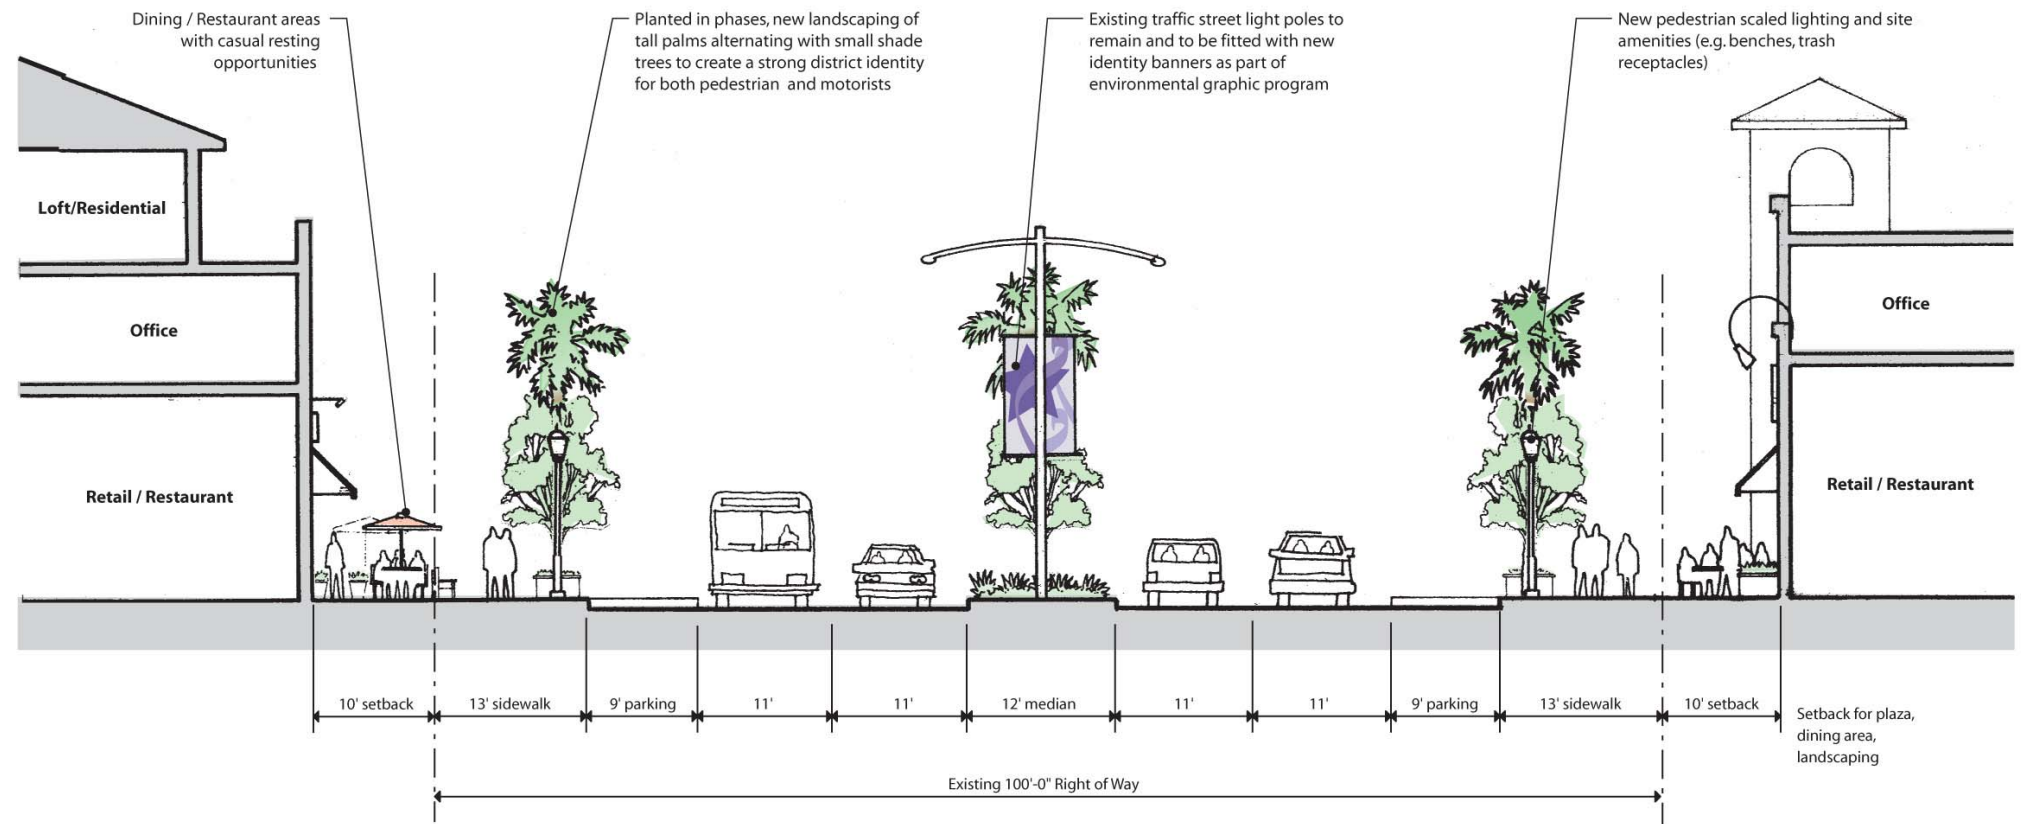 Dining / Restaurant areas
with casual resting
opportunities
Planted in phases, new landscaping of
tall palms alternating with small shade
trees to create a strong district identity
for both pedestrian and motorists
Existing traffic street light poles to
remain and to be fitted with new
identity banners as part of
environmental graphic program
New pedestrian scaled lighting and site
amenities (e.g. benches, trash
receptacles)
Loft/Residential
Office
Retail / Restaurant
Office
Retail / Restaurant
10' setback
13' sidewalk
9' parking
11'
11'
12' median
11'
11'
9' parking
13' sidewalk
10' setback
Setback for plaza,
dining area,
landscaping
Existing 100'-0" Right of Way